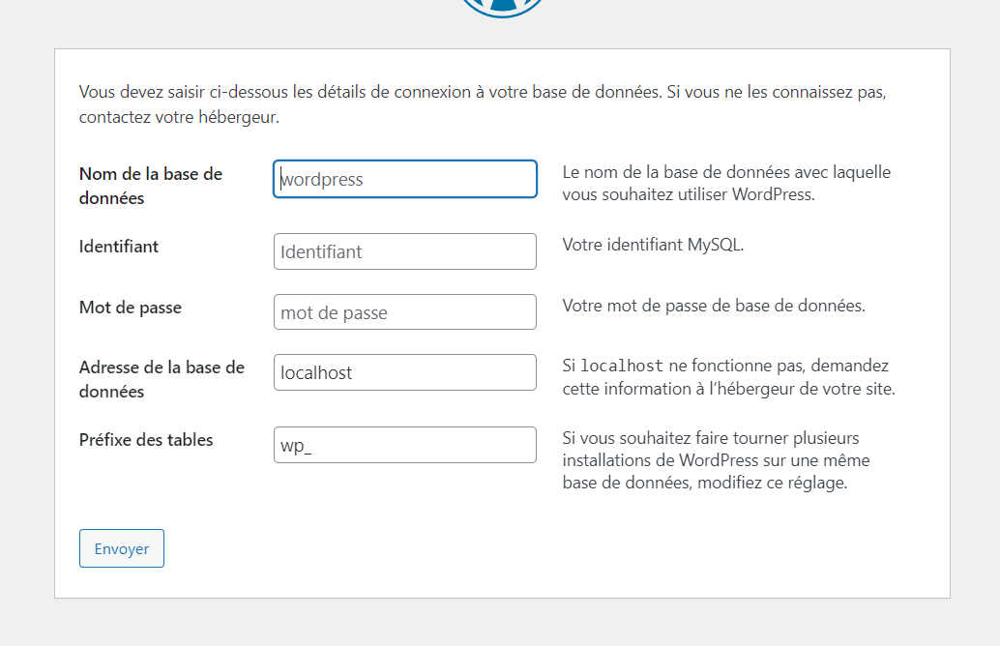 Vous devez saisir ci-dessous les détails de connexion à votre base de données. Si vous ne les connaissez pas,
contactez votre hébergeur.
Nom de la base de
données
wordpress
Le nom de la base de données avec laquelle
vous souhaitez utiliser WordPress.
Identifiant
Identifiant
Votre identifiant MySQL.
Mot de passe
mot de passe
Votre mot de passe de base de données.
Adresse de la base de
données
localhost
Si localhost ne fonctionne pas, demandez
cette information à l’hébergeur de votre site.
Préfixe des tables
wp_
Si vous souhaitez faire tourner plusieurs
installations de WordPress sur une même
base de données, modifiez ce réglage.
Envoyer